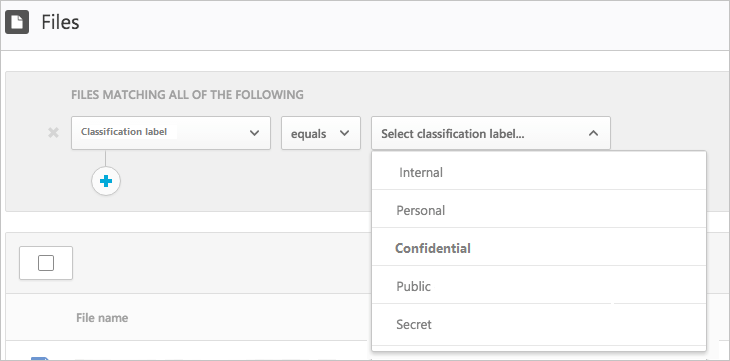 Files
FILES MATCHING ALL OF THE FOLLOWING
Classification label equals Select classification label...
Internal
Personal
Confidential
Public
Secret
File name